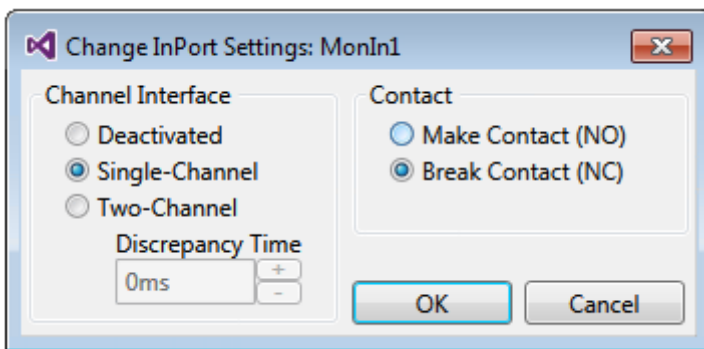 Change InPort Settings: MonIn1
Channel Interface
Deactivated
Single-Channel
Two-Channel
Discrepancy Time
0ms
+
-
Contact
Make Contact (NO)
Break Contact (NC)
OK
Cancel